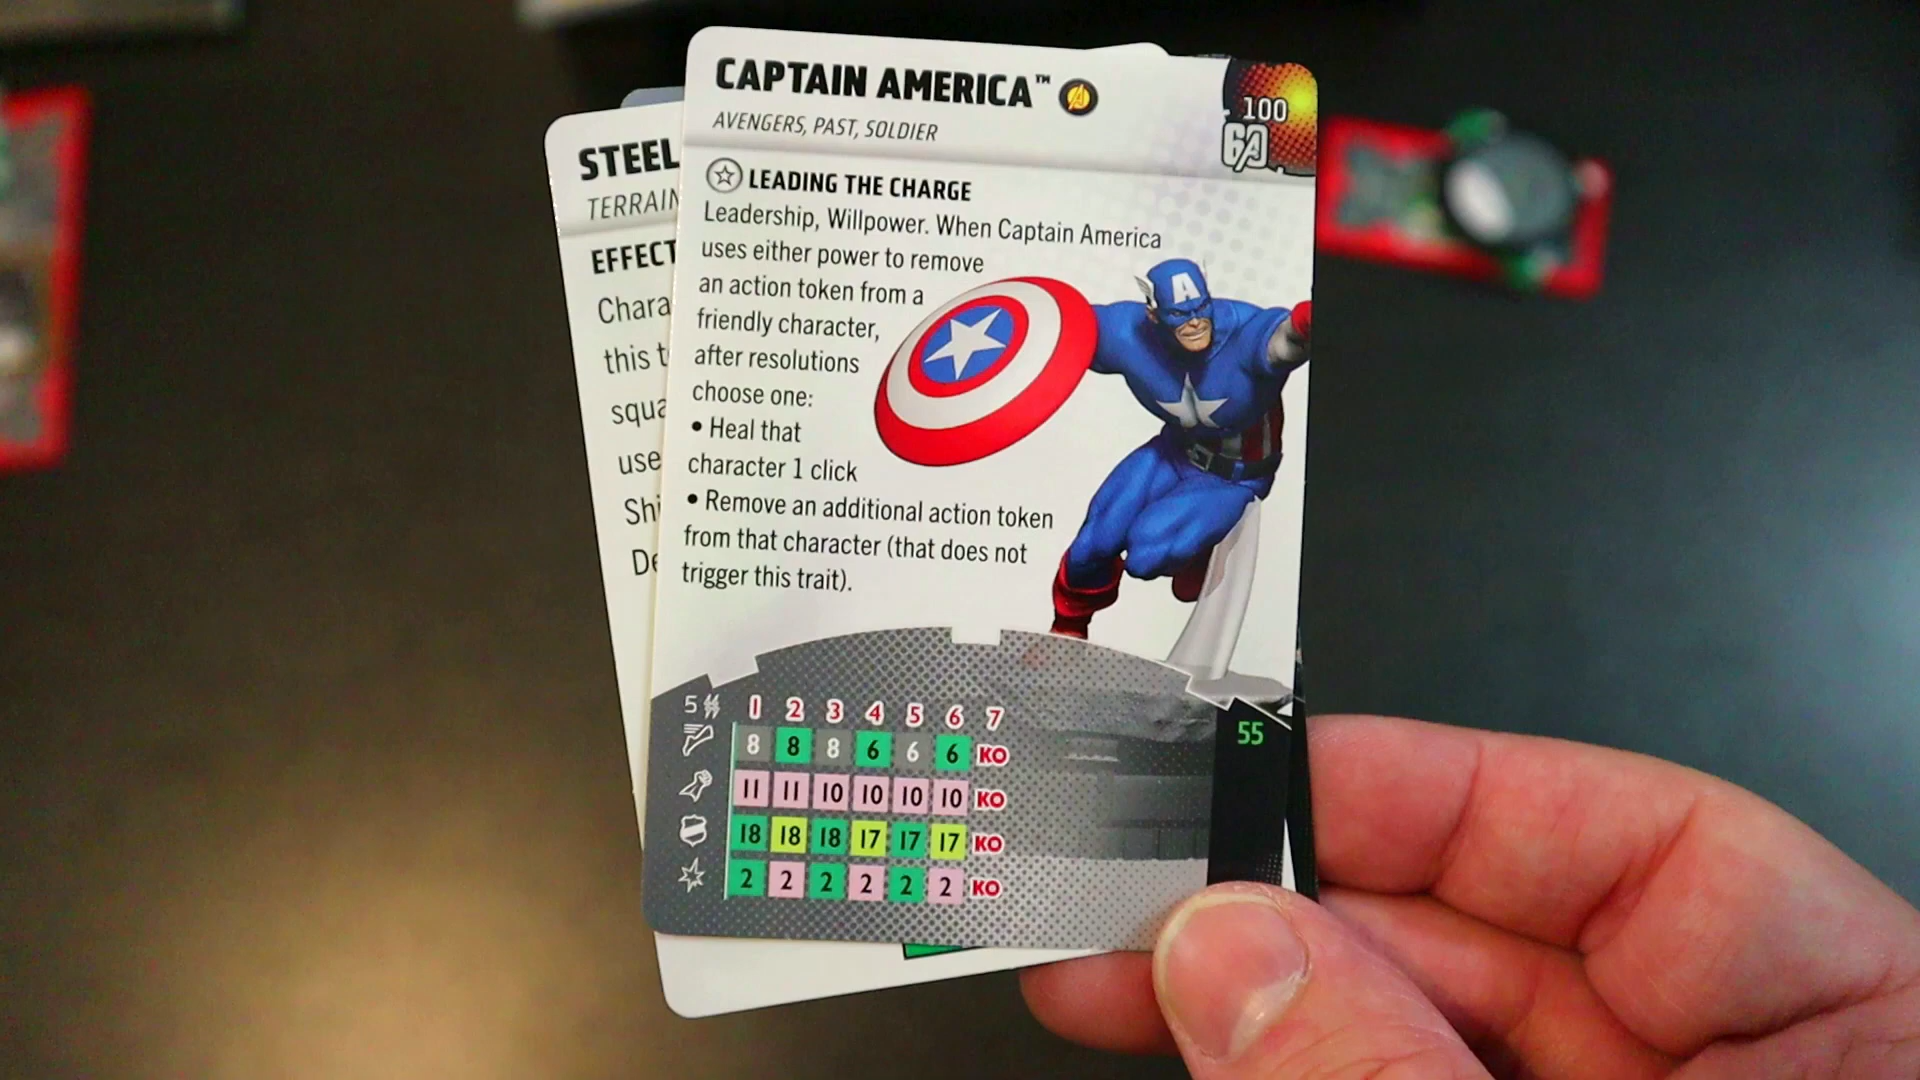 CAPTAIN AMERICA™
AVENGERS, PAST, SOLDIER
100
60
LEADING THE CHARGE
Leadership, Willpower. When Captain America
uses either power to remove
an action token from a
friendly character,
after resolutions
choose one:
• Heal that
character 1 click
• Remove an additional action token
from that character (that does not
trigger this trait).
A
5 1 2 3 4 5 6 7
8 8 8 6 6 6 KO
11 11 10 10 10 10 KO
18 18 18 17 17 17 KO
2 2 2 2 2 2 KO
55
STEEL
TERRAIN
EFFECT
Chara
this t
squa
use
Shi
De